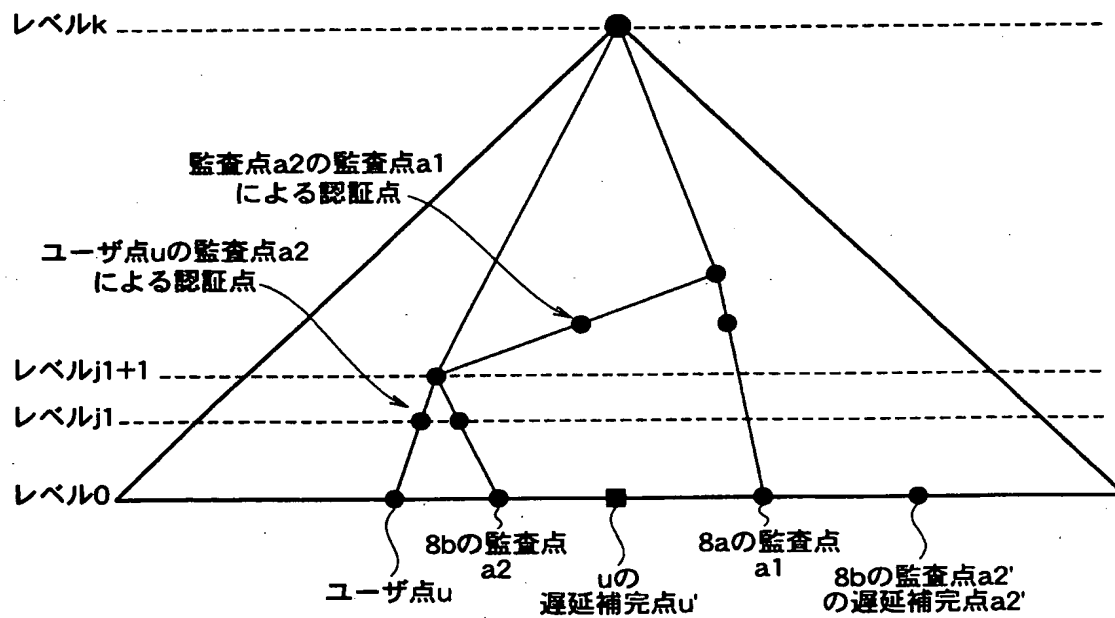 レベルk
監査点a2の監査点a1
による認証点
ユーザ点uの監査点a2
による認証点
レベルj1+1
レベルj1
レベル0
ユーザ点u
8bの監査点
a2
uの
遅延補完点u'
8aの監査点
a1
8bの監査点a2'
の遅延補完点a2'